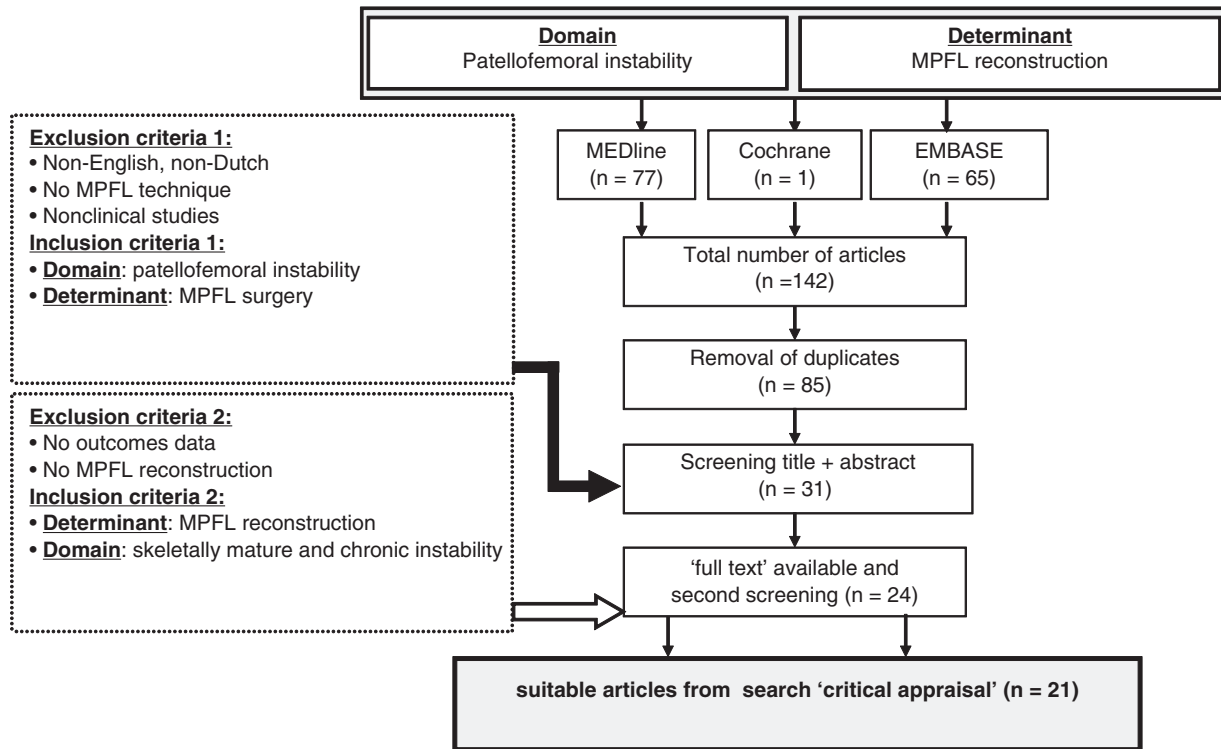 Domain
Patellofemoral instability
Determinant
MPFL reconstruction
MEDline
(n = 77)
Cochrane
(n = 1)
EMBASE
(n = 65)
Exclusion criteria 1:
• Non-English, non-Dutch
• No MPFL technique
• Nonclinical studies
Inclusion criteria 1:
• Domain: patellofemoral instability
• Determinant: MPFL surgery
Total number of articles
(n =142)
Removal of duplicates
(n = 85)
Exclusion criteria 2:
• No outcomes data
• No MPFL reconstruction
Inclusion criteria 2:
• Determinant: MPFL reconstruction
• Domain: skeletally mature and chronic instability
Screening title + abstract
(n = 31)
‘full text’ available and
second screening (n = 24)
suitable articles from search ‘critical appraisal’ (n = 21)